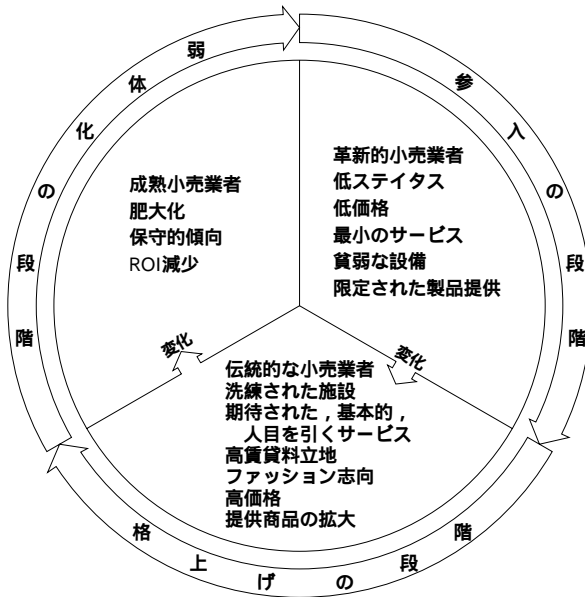 参入の段階
革新的小売業者
低ステイタス
低価格
最小のサービス
貧弱な設備
限定された製品提供
変化
格上げの段階
伝統的な小売業者
洗練された施設
期待された，基本的，
人目を引くサービス
高賃貸料立地
ファッション志向
高価格
提供商品の拡大
変化
弱体化の段階
成熟小売業者
肥大化
保守的傾向
ROI減少